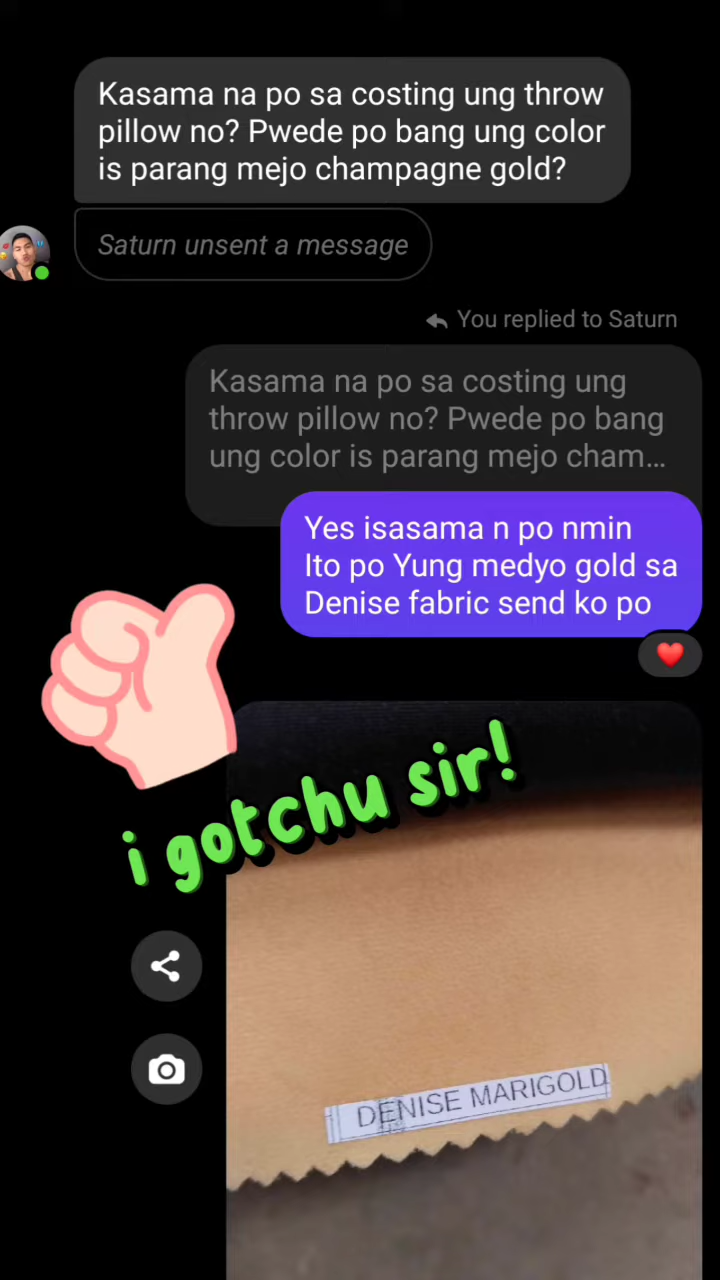 Kasama na po sa costing ung throw
pillow no? Pwede po bang ung color
is parang mejo champagne gold?
Saturn unsent a message
You replied to Saturn
Kasama na po sa costing ung
throw pillow no? Pwede po bang
ung color is parang mejo cham...
Yes isasama n po nmin
Ito po Yung medyo gold sa
Denise fabric send ko po
i gotchu sir!
DENISE MARIGOLD